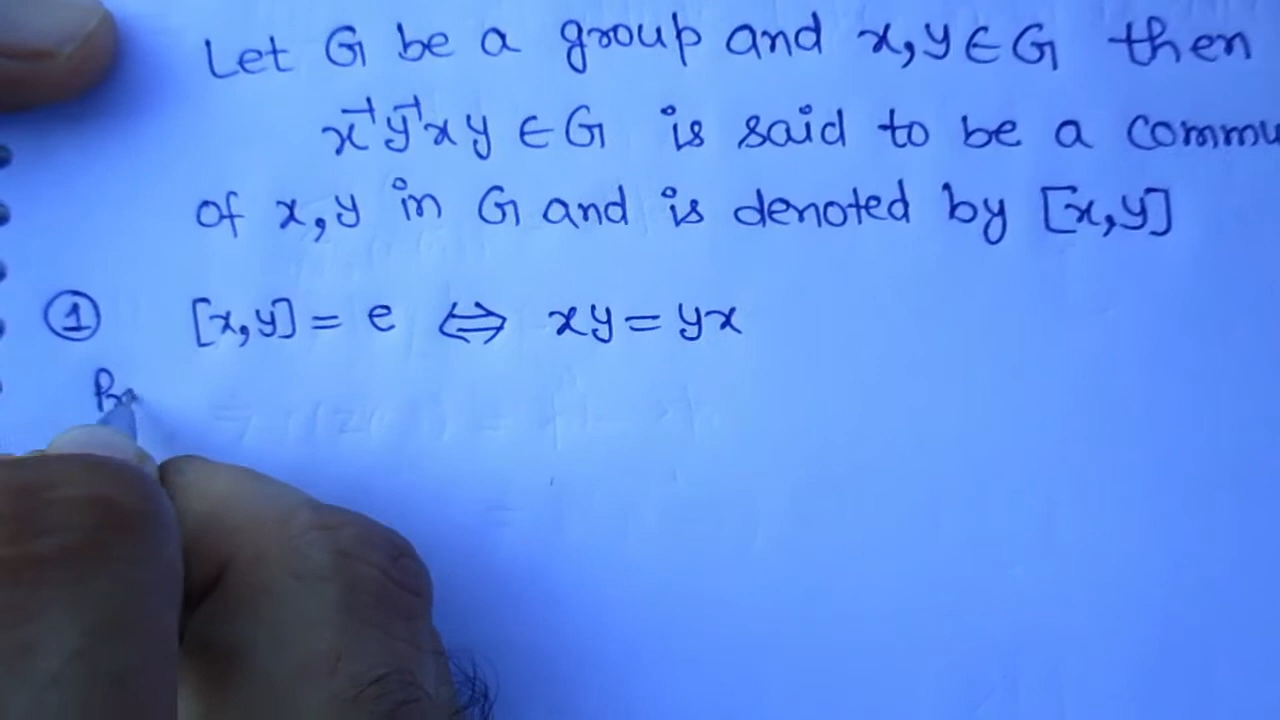 Let G be a group and x, y ∈ G then
x⁻¹y⁻¹xy ∈ G is said to be a commu
of x, y in G and is denoted by [x,y]
① [x,y] = e ⇔ xy = yx